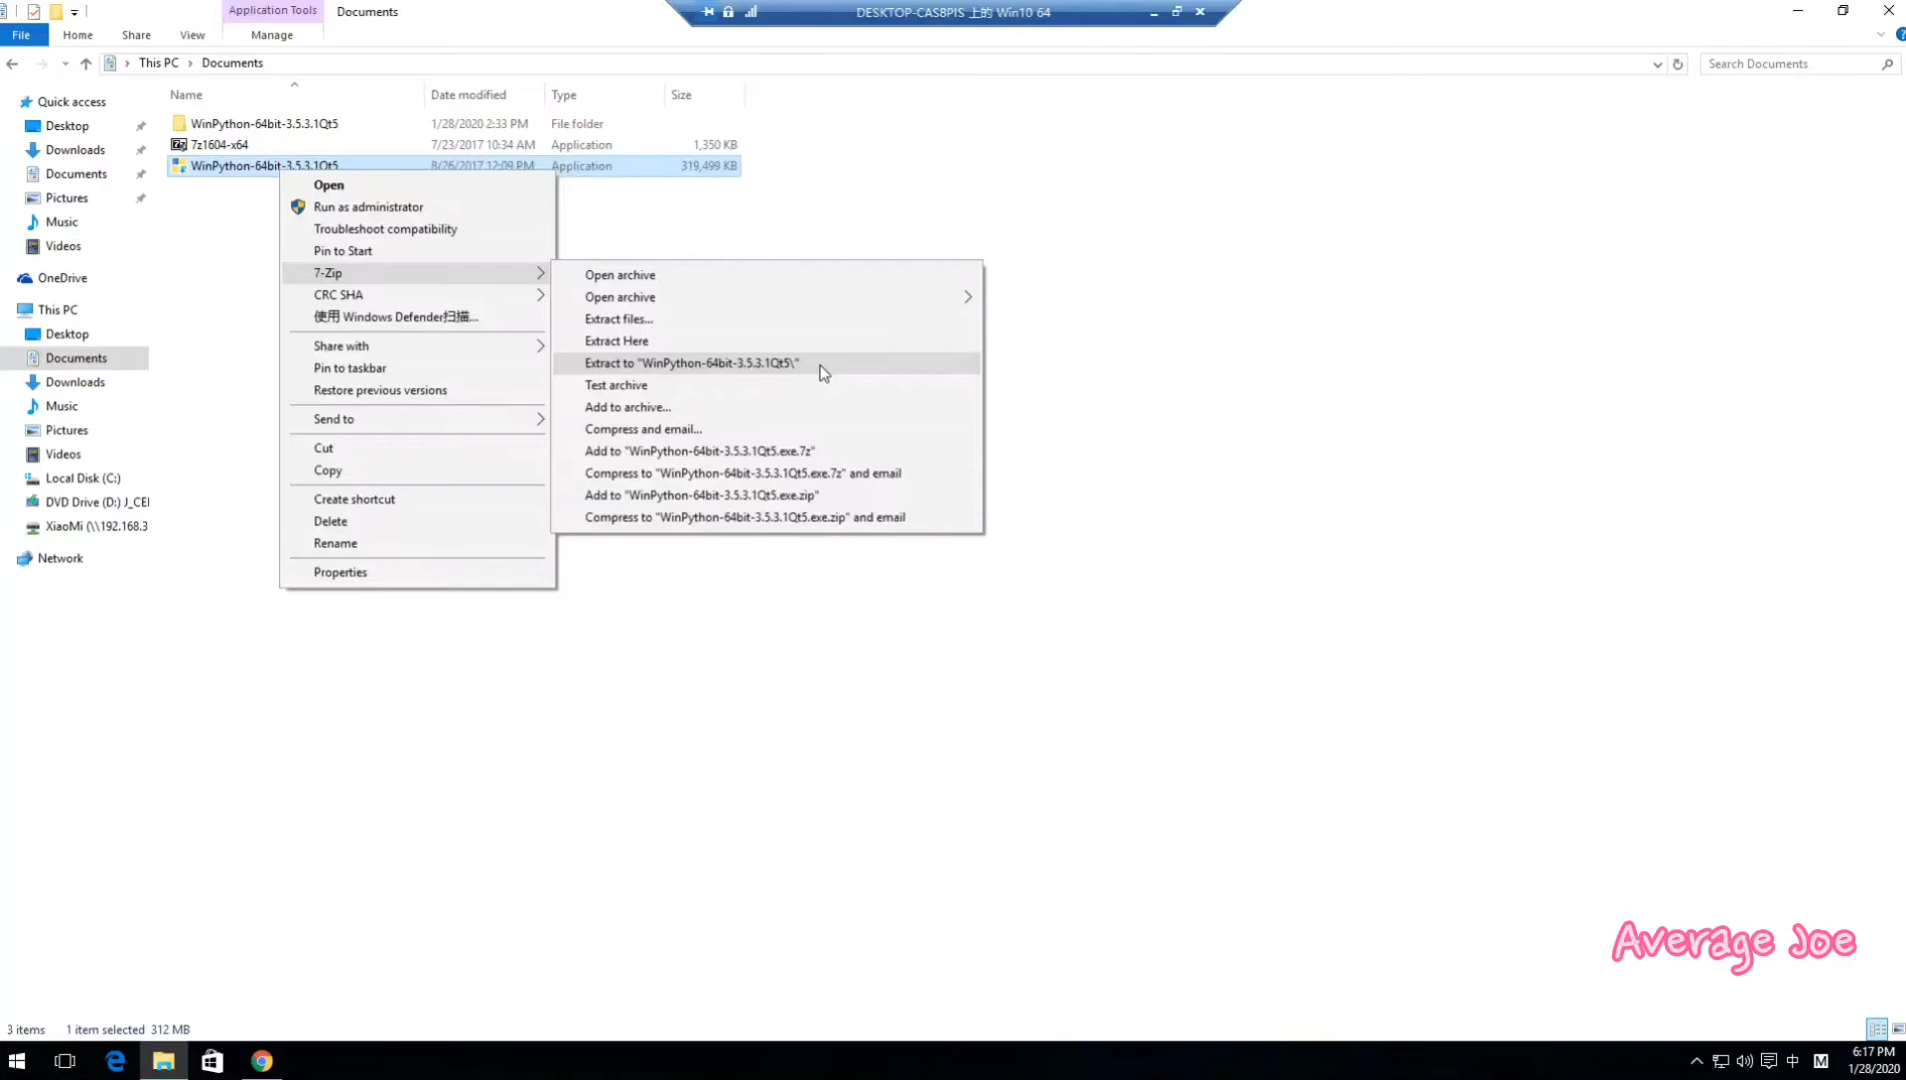 Application Tools
Documents
DESKTOP-CAS8PIS 上的 Win10 64
File
Home
Share
View
Manage
This PC
Documents
Search Documents
Name
Date modified
Type
Size
WinPython-64bit-3.5.3.1Qt5
1/28/2020 2:33 PM
File folder
7z1604-x64
7/23/2017 10:34 AM
Application
1,350 KB
WinPython-64bit-3.5.3.1Qt5
8/26/2017 12:09 PM
Application
319,499 KB
Quick access
Desktop
Downloads
Documents
Pictures
Music
Videos
OneDrive
This PC
Desktop
Documents
Downloads
Music
Pictures
Videos
Local Disk (C:)
DVD Drive (D:) J_CEI
XiaoMi (\\192.168.3
Network
Open
Run as administrator
Troubleshoot compatibility
Pin to Start
7-Zip
CRC SHA
使用 Windows Defender扫描...
Share with
Pin to taskbar
Restore previous versions
Send to
Cut
Copy
Create shortcut
Delete
Rename
Properties
Open archive
Open archive
Extract files...
Extract Here
Extract to "WinPython-64bit-3.5.3.1Qt5\"
Test archive
Add to archive...
Compress and email...
Add to "WinPython-64bit-3.5.3.1Qt5.exe.7z"
Compress to "WinPython-64bit-3.5.3.1Qt5.exe.7z" and email
Add to "WinPython-64bit-3.5.3.1Qt5.exe.zip"
Compress to "WinPython-64bit-3.5.3.1Qt5.exe.zip" and email
Average Joe
3 items
1 item selected 312 MB
中
M
6:17 PM
1/28/2020